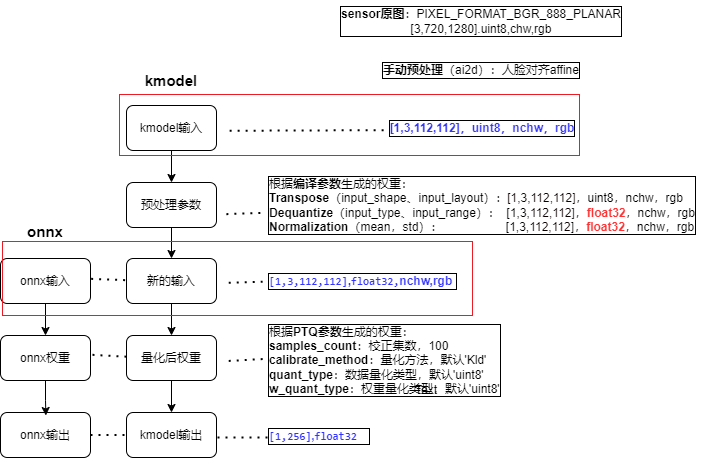 sensor原图：PIXEL_FORMAT_BGR_888_PLANAR
[3,720,1280].uint8,chw,rgb
手动预处理（ai2d）：人脸对齐affine
kmodel
kmodel输入
[1,3,112,112]，uint8，nchw，rgb
预处理参数
根据编译参数生成的权重：
Transpose（input_shape、input_layout）：[1,3,112,112]，uint8，nchw，rgb
Dequantize（input_type、input_range）： [1,3,112,112]，float32，nchw，rgb
Normalization（mean，std）： [1,3,112,112]，float32，nchw，rgb
onnx
onnx输入
新的输入
[1,3,112,112],float32,nchw,rgb
onnx权重
量化后权重
根据PTQ参数生成的权重：
samples_count：校正集数，100
calibrate_method：量化方法，默认'Kld'
quant_type：数据量化类型，默认'uint8'
w_quant_type：权重量化类型，默认'uint8'
onnx输出
kmodel输出
[1,256],float32